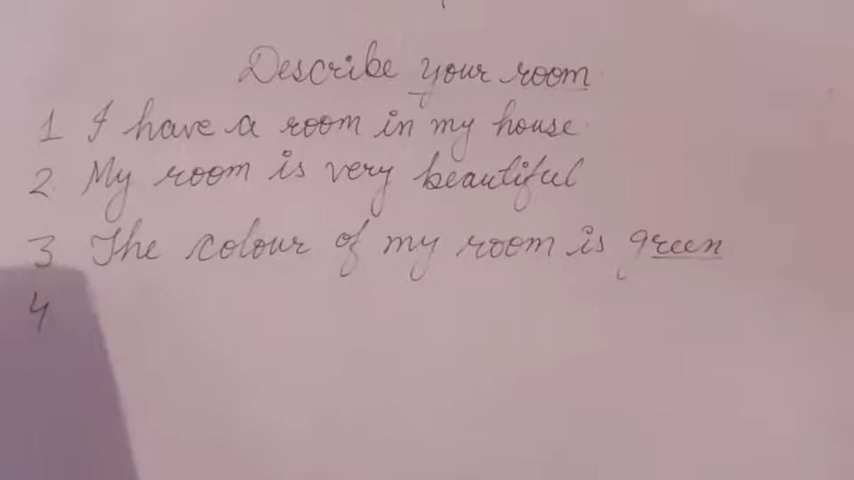 Describe your room
1 I have a room in my house
2. My room is very beautiful
3 The colour of my room is green
4